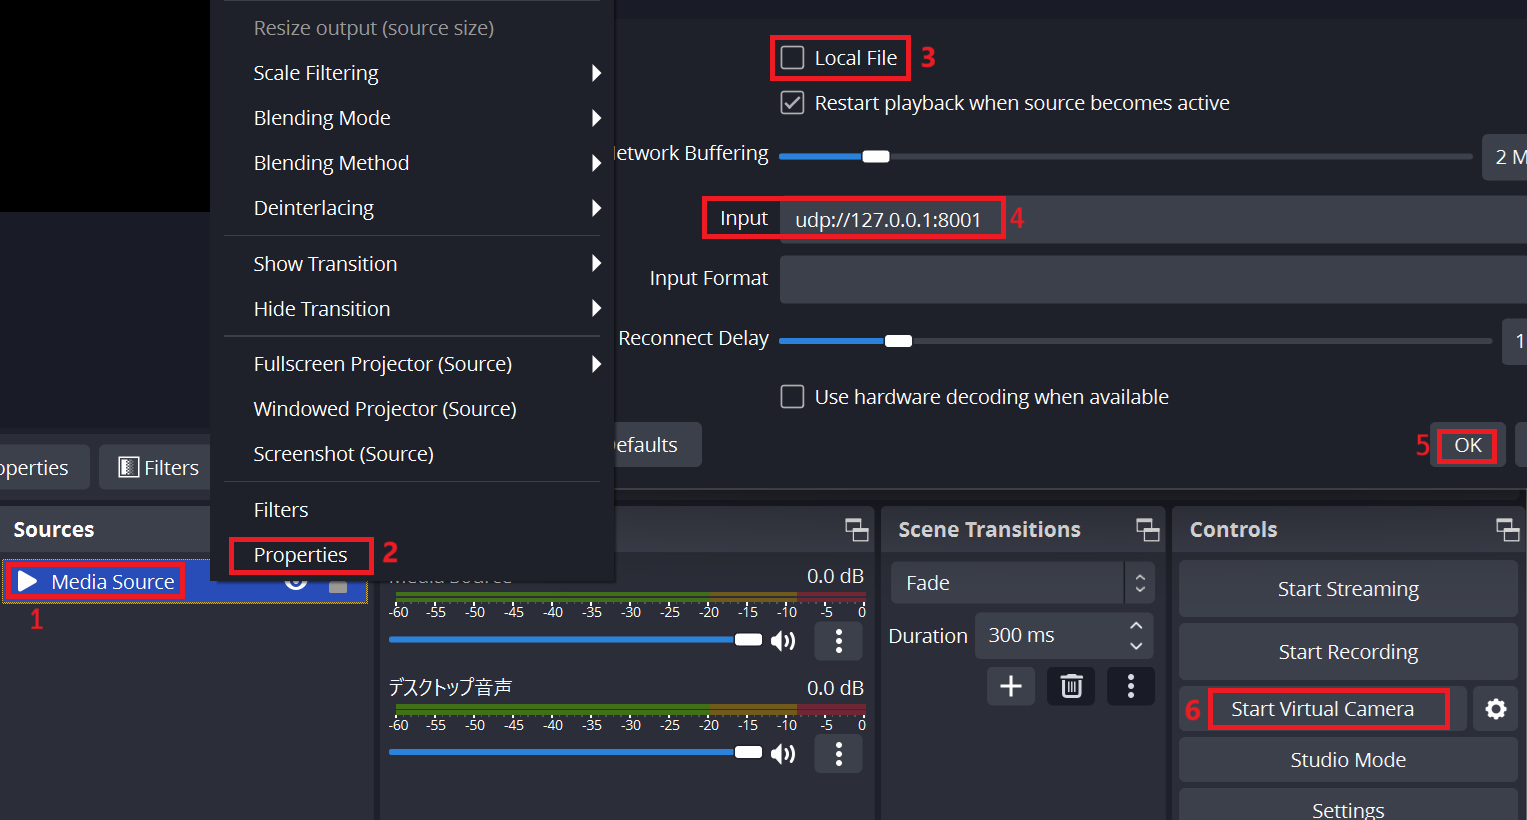 Resize output (source size)
Scale Filtering
Blending Mode
Blending Method
Deinterlacing
Show Transition
Hide Transition
Fullscreen Projector (Source)
Windowed Projector (Source)
Screenshot (Source)
Filters
Properties 2
Local File 3
Restart playback when source becomes active
etwork Buffering 2 M
Input udp://127.0.0.1:8001 4
Input Format
Reconnect Delay 1
Use hardware decoding when available
efaults
5 OK
operties Filters
Sources
Media Source
1
Media Source 0.0 dB
-60 -55 -50 -45 -40 -35 -30 -25 -20 -15 -10 -5 0
デスクトップ音声 0.0 dB
-60 -55 -50 -45 -40 -35 -30 -25 -20 -15 -10 -5 0
Scene Transitions
Fade
Duration 300 ms
Controls
Start Streaming
Start Recording
6 Start Virtual Camera
Studio Mode
Settings